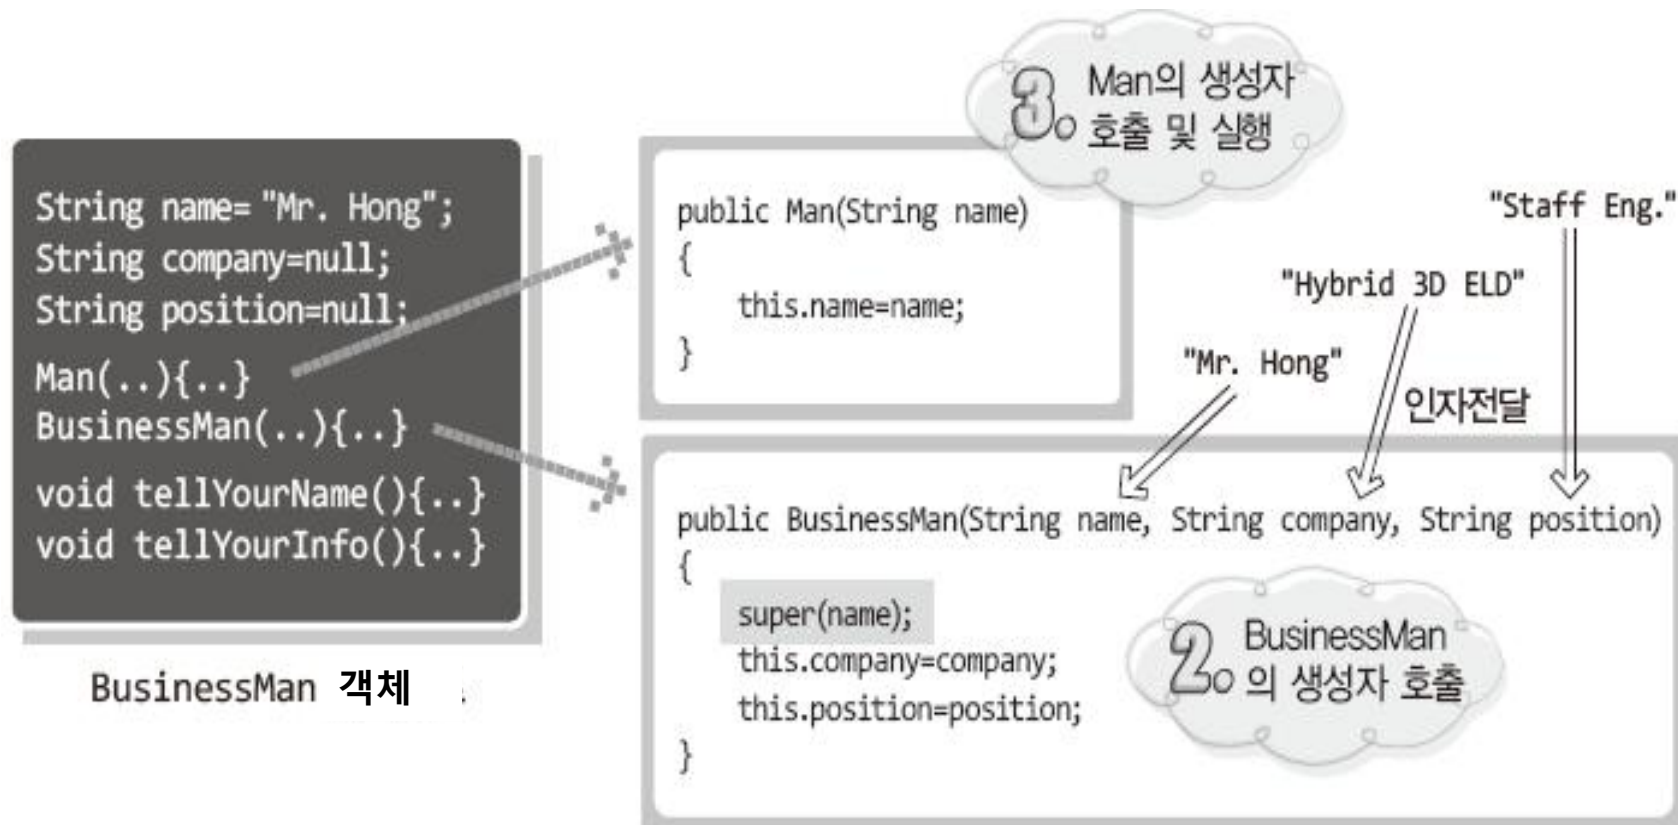 String name= "Mr. Hong";
String company=null;
String position=null;
Man(..){..}
BusinessMan(..){..}
void tellYourName(){..}
void tellYourInfo(){..}
BusinessMan 객체
3. Man의 생성자
호출 및 실행
public Man(String name)
{
this.name=name;
}
"Staff Eng."
"Hybrid 3D ELD"
"Mr. Hong"
인자전달
public BusinessMan(String name, String company, String position)
{
super(name);
this.company=company;
this.position=position;
}
2. BusinessMan
의 생성자 호출